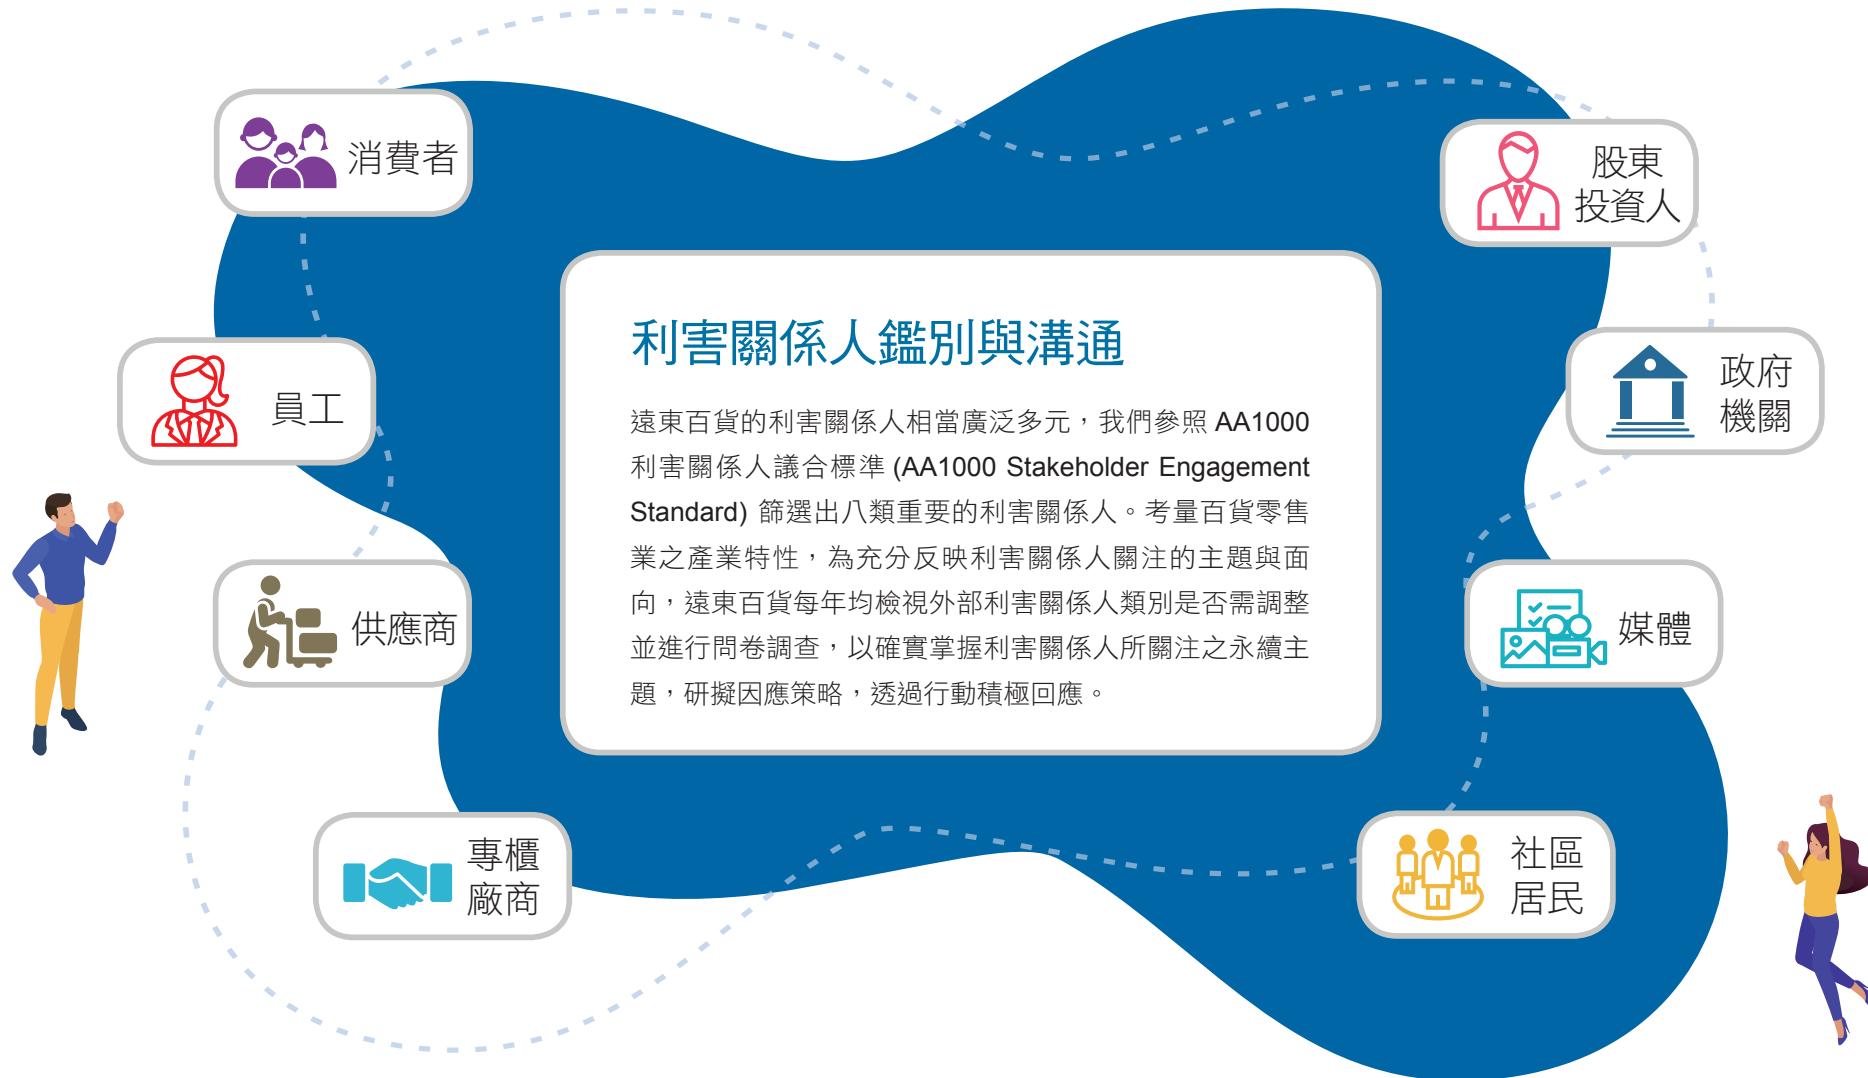 消費者
股東
投資人
利害關係人鑑別與溝通
員工
政府
機關
遠東百貨的利害關係人相當廣泛多元，我們參照 AA1000
利害關係人議合標準 (AA1000 Stakeholder Engagement
Standard) 篩選出八類重要的利害關係人。考量百貨零售
業之產業特性，為充分反映利害關係人關注的主題與面
向，遠東百貨每年均檢視外部利害關係人類別是否需調整
並進行問卷調查，以確實掌握利害關係人所關注之永續主
題，研擬因應策略，透過行動積極回應。
供應商
媒體
專櫃
廠商
社區
居民